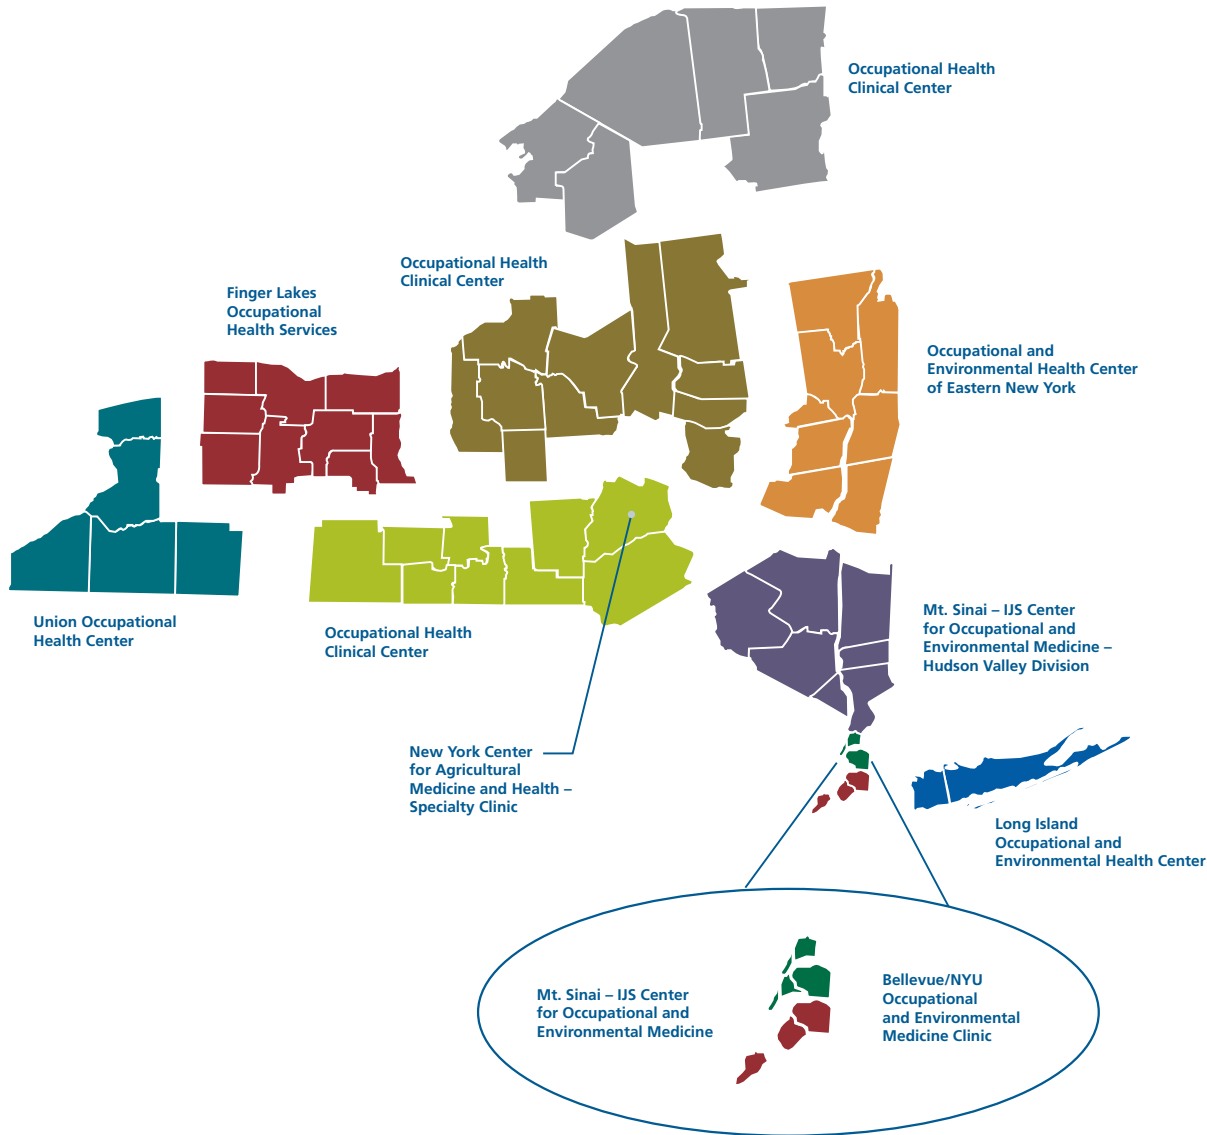 Occupational Health
Clinical Center
Occupational Health
Clinical Center
Finger Lakes
Occupational
Health Services
Occupational and
Environmental Health Center
of Eastern New York
Union Occupational
Health Center
Occupational Health
Clinical Center
Mt. Sinai – IJS Center
for Occupational and
Environmental Medicine –
Hudson Valley Division
New York Center
for Agricultural
Medicine and Health –
Specialty Clinic
Long Island
Occupational and
Environmental Health Center
Mt. Sinai – IJS Center
for Occupational and
Environmental Medicine
Bellevue/NYU
Occupational
and Environmental
Medicine Clinic